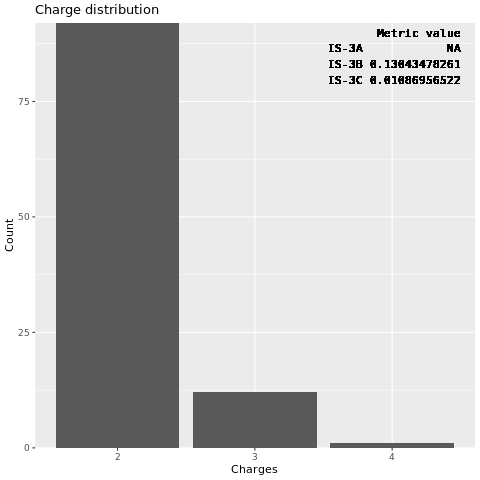 Charge distribution
Metric value
IS-3A NA
IS-3B 0.13043478261
IS-3C 0.01086956522
75
50
25
0
Count
2 3 4
Charges